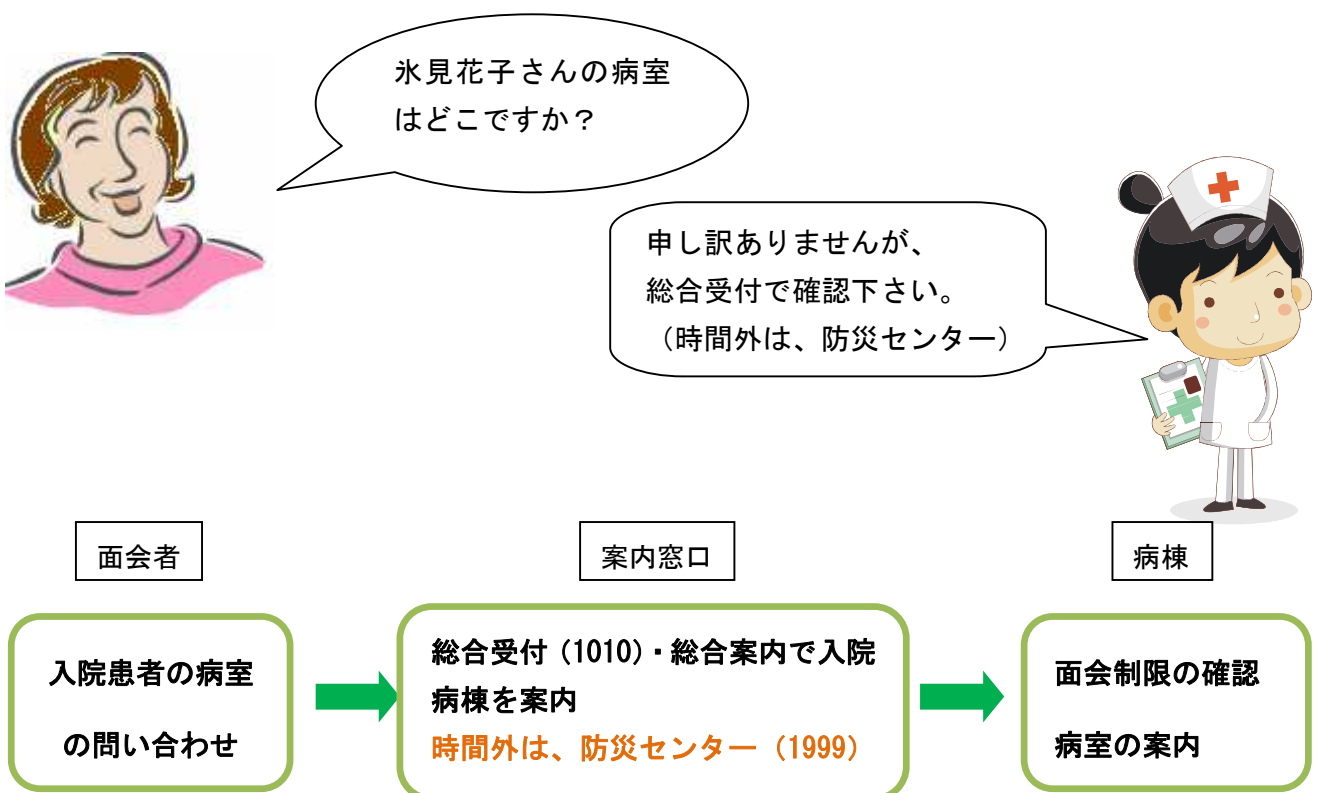 氷見花子さんの病室
はどこですか？
申し訳ありませんが、
総合受付で確認下さい。
（時間外は、防災センター）
面会者
案内窓口
病棟
入院患者の病室
の問い合わせ
総合受付（1010）・総合案内で入院
病棟を案内
時間外は、防災センター（1999）
面会制限の確認
病室の案内